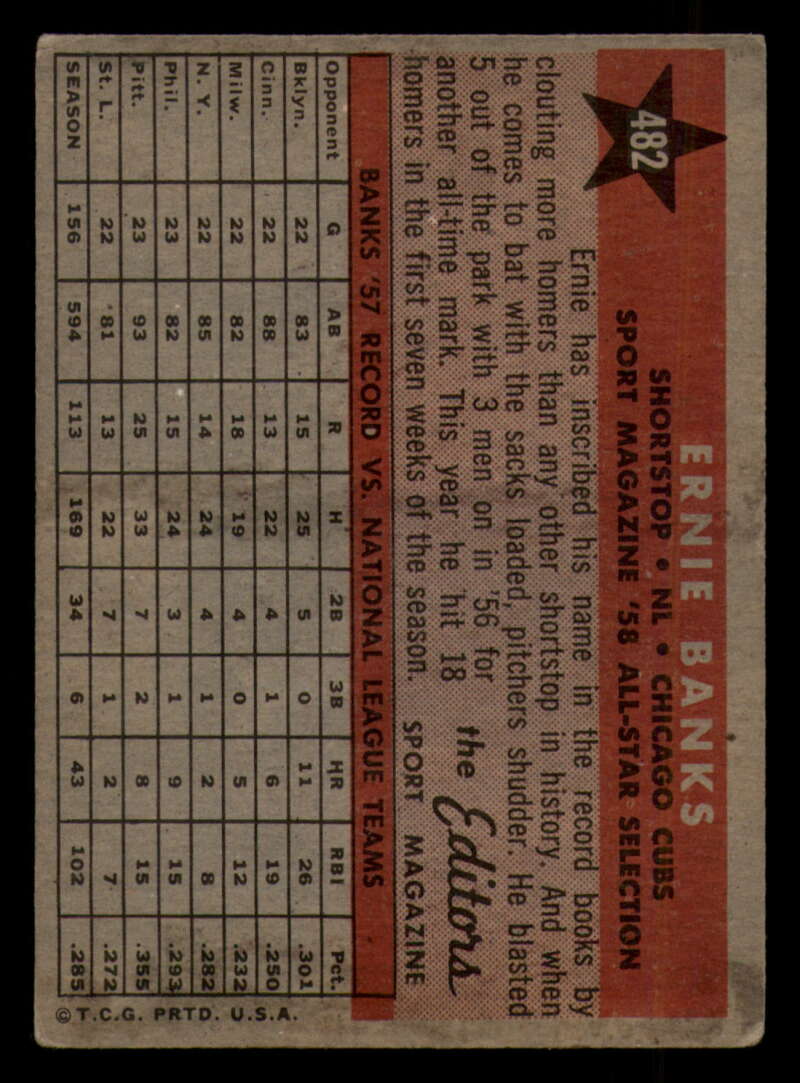 482
ERNIE BANKS
SHORTSTOP • NL • CHICAGO CUBS
SPORT MAGAZINE '58 ALL-STAR SELECTION
Ernie has inscribed his name in the record books by
clouting more homers than any other shortstop in history. And when
he comes to bat with the sacks loaded, pitchers shudder. He blasted
5 out of the park with 3 men on in '56 for
another all-time mark. This year he hit 18
homers in the first seven weeks of the season.
the Editors
SPORT MAGAZINE
BANKS '57 RECORD VS. NATIONAL LEAGUE TEAMS
Opponent G AB R H 2B 3B HR RBI Pct.
Bklyn. 22 83 15 25 5 0 11 26 .301
Cinn. 22 88 13 22 4 1 6 19 .250
Milw. 22 82 18 19 4 0 5 12 .232
N. Y. 22 85 14 24 4 1 2 8 .282
Phil. 23 82 15 24 3 1 9 15 .293
Pitt. 23 93 25 33 7 2 8 15 .355
St. L. 22 81 13 22 7 1 2 7 .272
SEASON 156 594 113 169 34 6 43 102 .285
© T.C.G. PRTD. U.S.A.